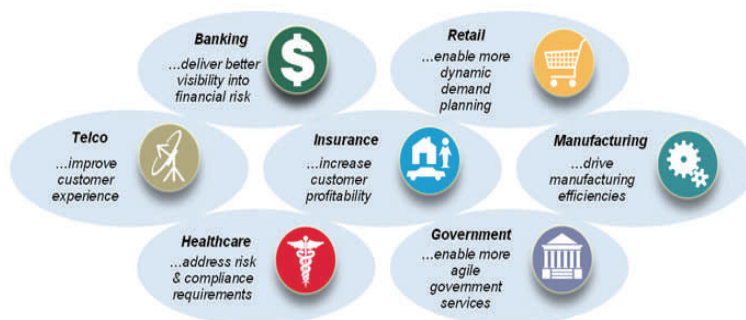 Banking
...deliver better
visibility into
financial risk
Retail
...enable more
dynamic
demand
planning
Telco
...improve
customer
experience
Insurance
...increase
customer
profitability
Manufacturing
...drive
manufacturing
efficiencies
Healthcare
...address risk
& compliance
requirements
Government
...enable more
agile
government
services